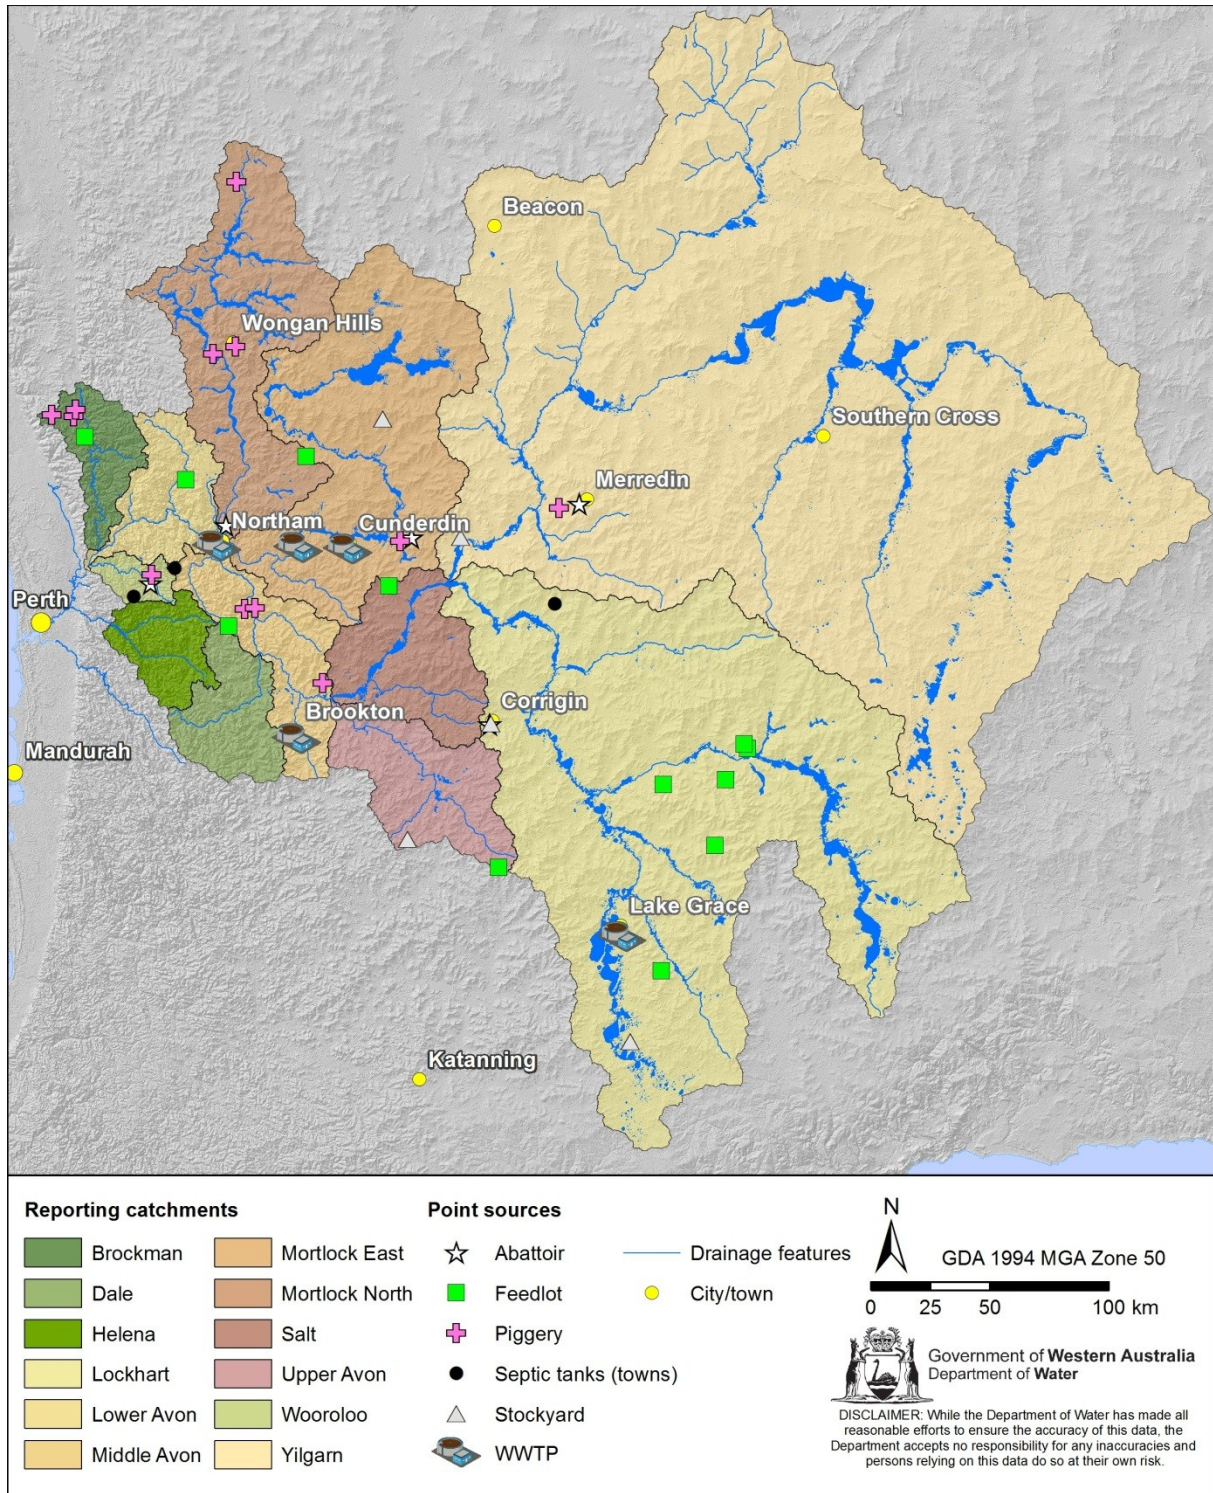 Beacon
Wongan Hills
Southern Cross
Merredin
Northam
Cunderdin
Perth
Corrigin
Brookton
Mandurah
Lake Grace
Katanning
Reporting catchments
Brockman
Dale
Helena
Lockhart
Lower Avon
Middle Avon
Mortlock East
Mortlock North
Salt
Upper Avon
Wooroloo
Yilgarn
Point sources
Abattoir
Feedlot
Piggery
Septic tanks (towns)
Stockyard
WWTP
Drainage features
City/town
N
GDA 1994 MGA Zone 50
0 25 50 100 km
Government of Western Australia
Department of Water
DISCLAIMER: While the Department of Water has made all
reasonable efforts to ensure the accuracy of this data, the
Department accepts no responsibility for any inaccuracies and
persons relying on this data do so at their own risk.